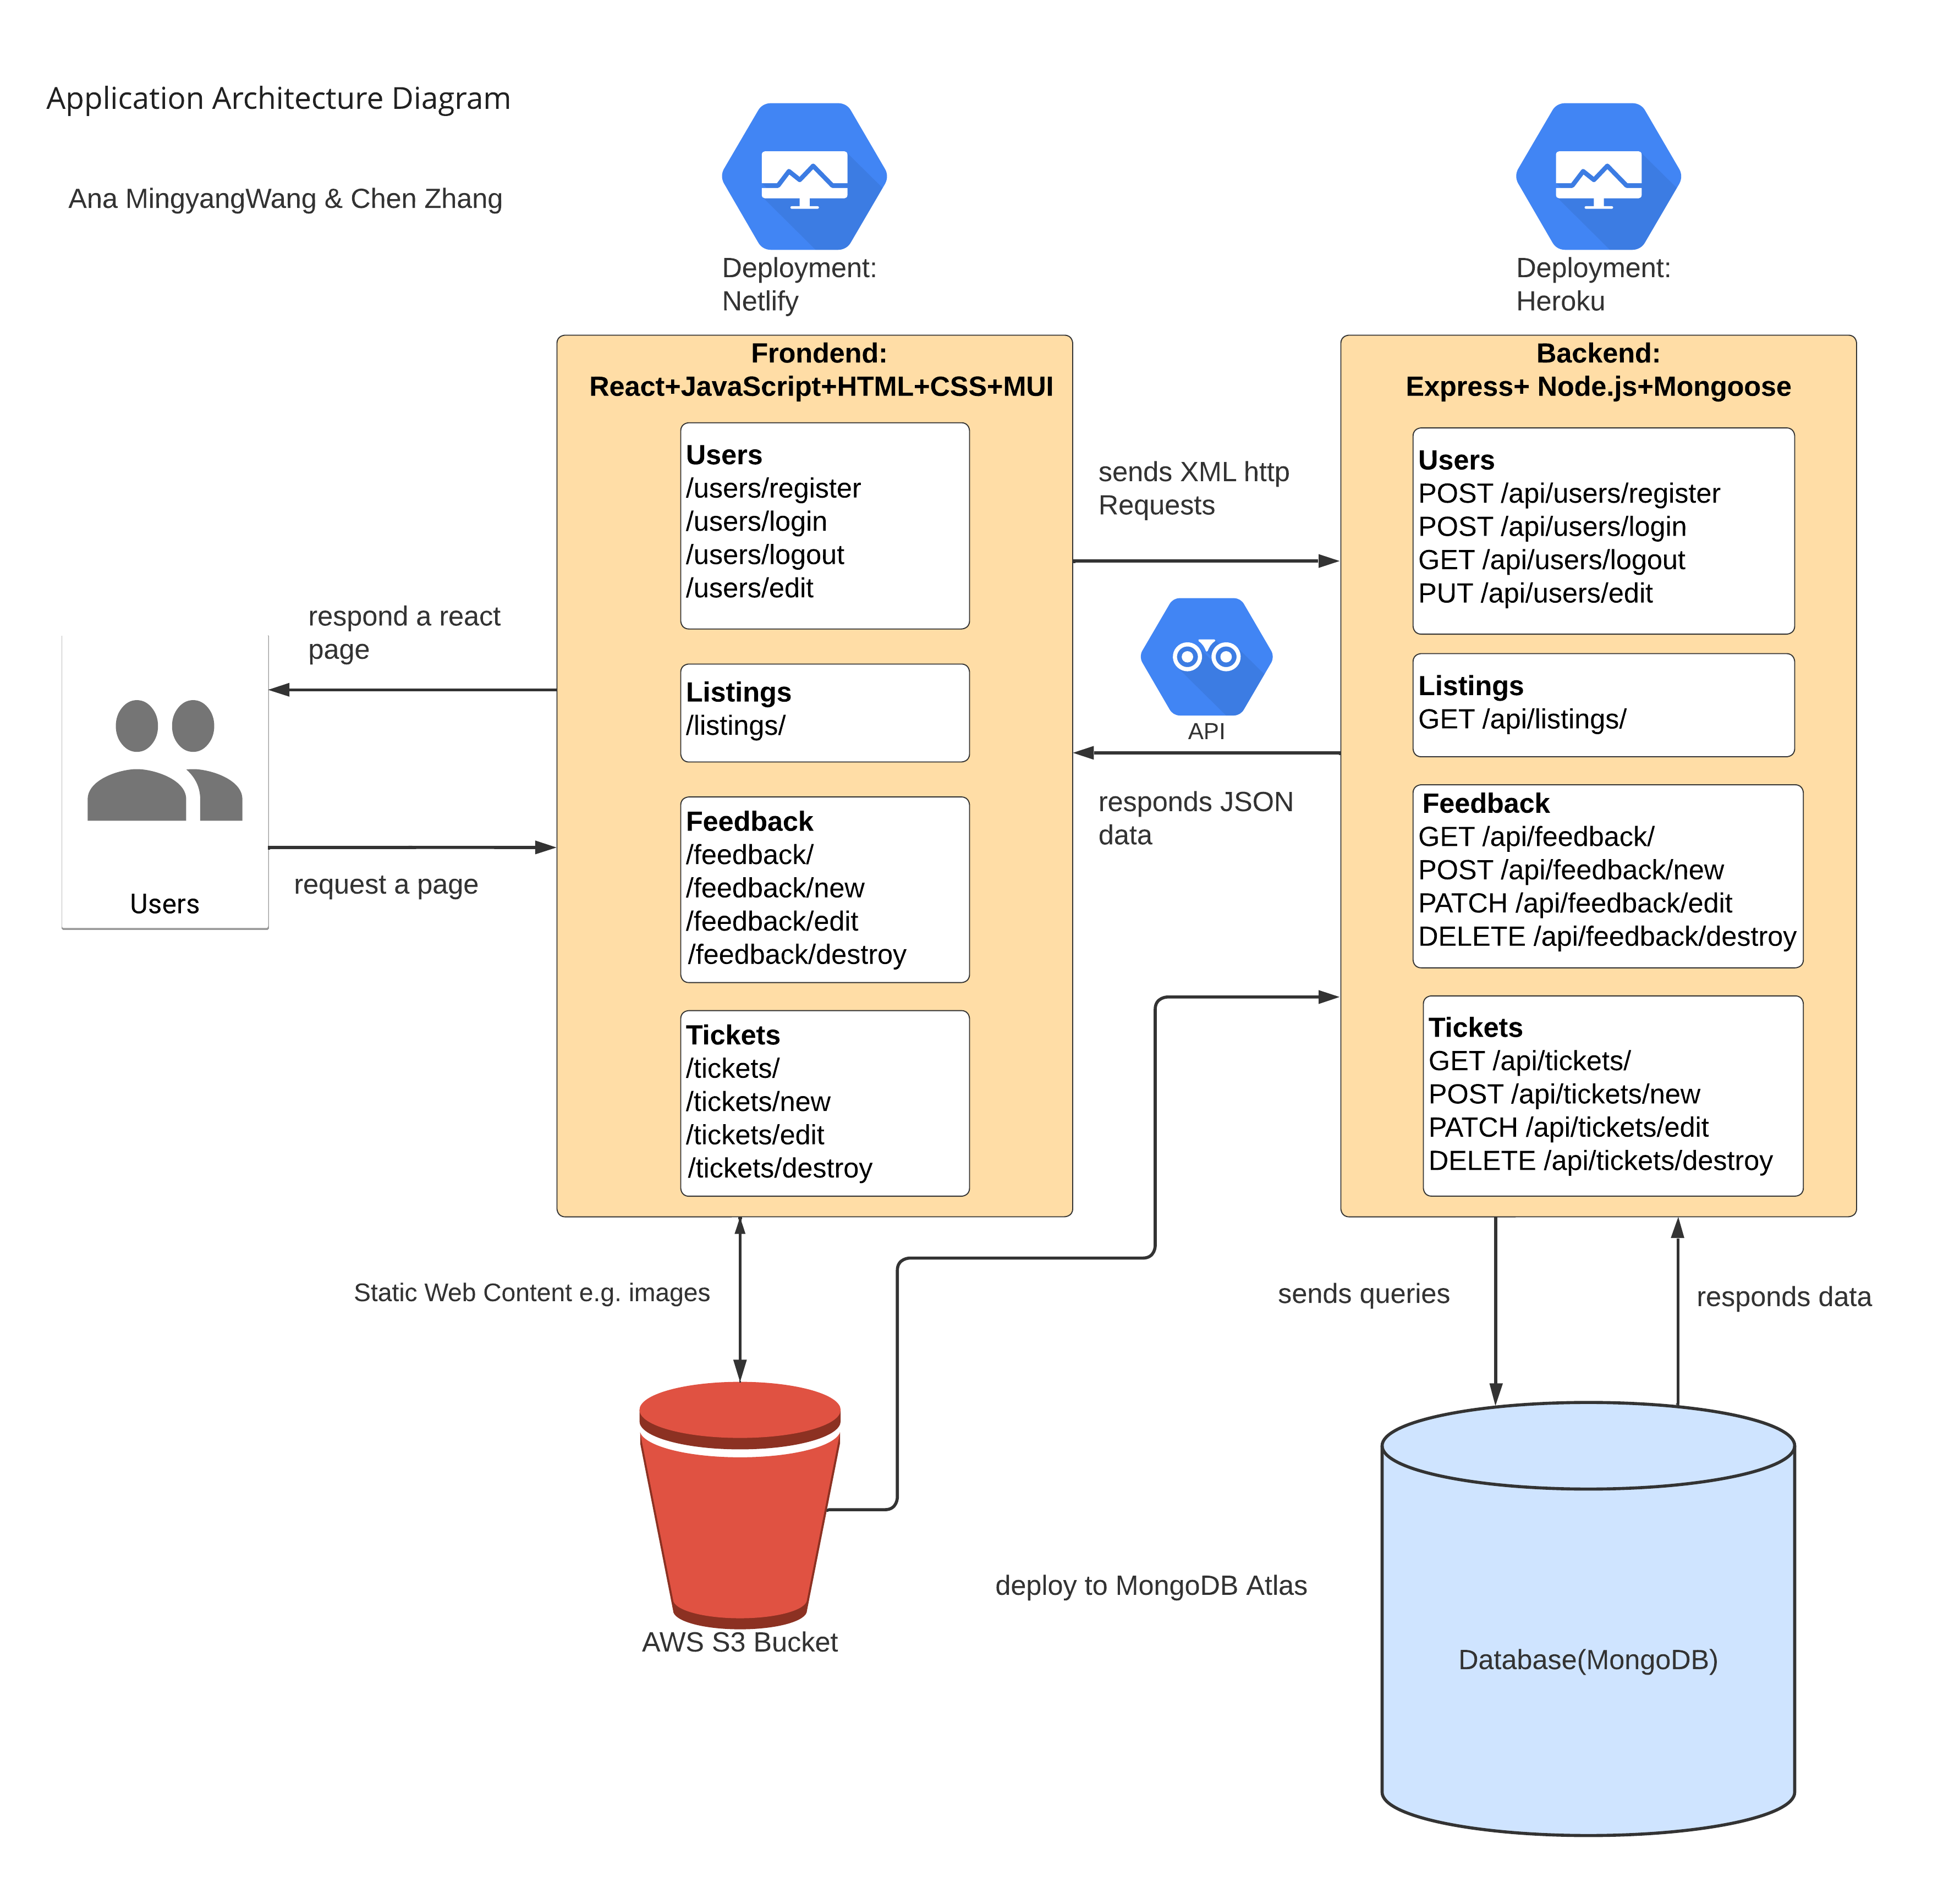 Application Architecture Diagram
Ana MingyangWang & Chen Zhang
Deployment:
Netlify
Deployment:
Heroku
Frondend:
React+JavaScript+HTML+CSS+MUI
Users
/users/register
/users/login
/users/logout
/users/edit
Listings
/listings/
Feedback
/feedback/
/feedback/new
/feedback/edit
/feedback/destroy
Tickets
/tickets/
/tickets/new
/tickets/edit
/tickets/destroy
sends XML http
Requests
API
responds JSON
data
Backend:
Express+ Node.js+Mongoose
Users
POST /api/users/register
POST /api/users/login
GET /api/users/logout
PUT /api/users/edit
Listings
GET /api/listings/
Feedback
GET /api/feedback/
POST /api/feedback/new
PATCH /api/feedback/edit
DELETE /api/feedback/destroy
Tickets
GET /api/tickets/
POST /api/tickets/new
PATCH /api/tickets/edit
DELETE /api/tickets/destroy
respond a react
page
Users
request a page
Static Web Content e.g. images
sends queries
responds data
AWS S3 Bucket
deploy to MongoDB Atlas
Database(MongoDB)